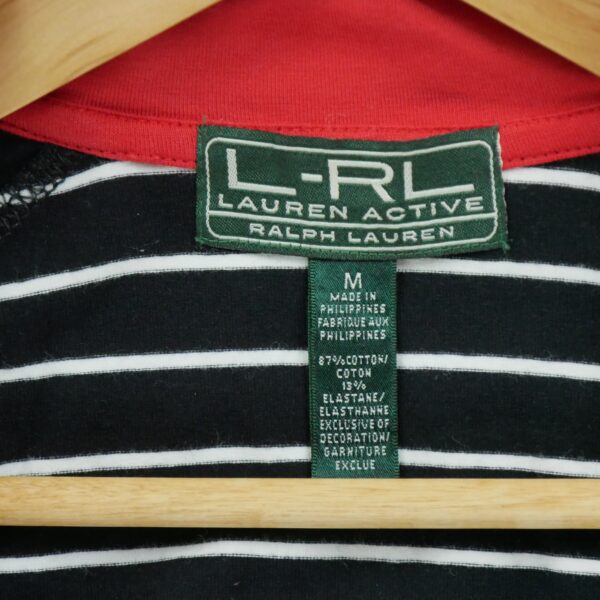 L-RL
LAUREN ACTIVE
RALPH LAUREN
M
MADE IN
PHILIPPINES
FABRIQUE AUX
PHILIPPINES
87% COTTON/
COTON
13%
ELASTANE/
ELASTHANNE
EXCLUSIVE OF
DECORATION/
GARNITURE
EXCLUE